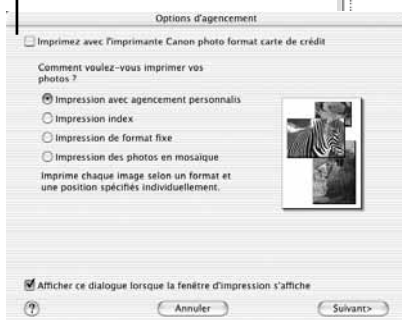 Options d'agencement
Imprimez avec l'imprimante Canon photo format carte de crédit
Comment voulez-vous imprimer vos
photos ?
Impression avec agencement personnalis
Impression index
Impression de format fixe
Impression des photos en mosaïque
Imprime chaque image selon un format et
une position spécifiés individuellement.
Afficher ce dialogue lorsque la fenêtre d'impression s'affiche
?
Annuler
Suivant>